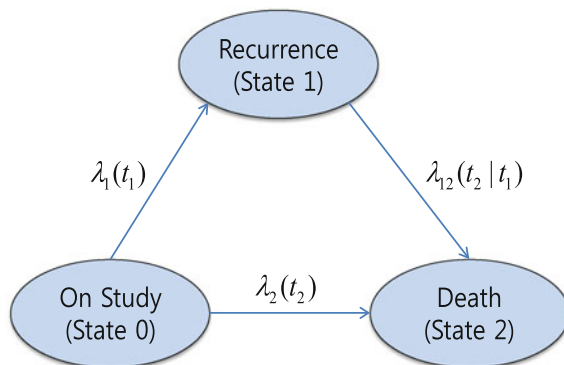 Recurrence
(State 1)
λ₁(t₁)
λ₁₂(t₂ | t₁)
On Study
(State 0)
λ₂(t₂)
Death
(State 2)